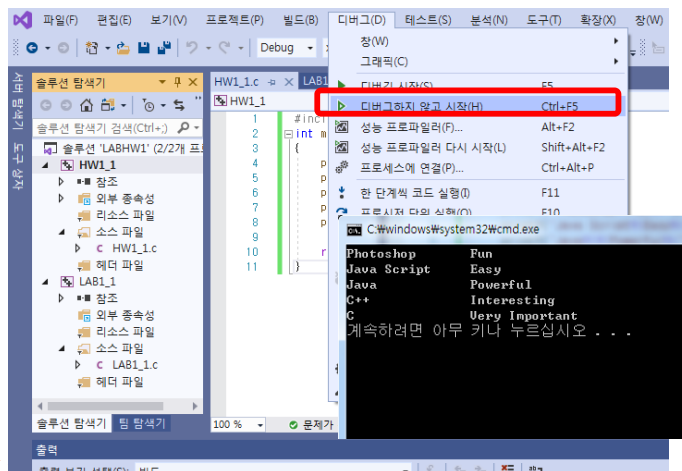 파일(F) 편집(E) 보기(V) 프로젝트(P) 빌드(B) 디버그(D) 테스트(S) 분석(N) 도구(T) 확장(X) 창(W)
Debug
창(W)
그래픽(C)
디버깅 시작(S) F5
디버그하지 않고 시작(H) Ctrl+F5
성능 프로파일러(F)... Alt+F2
성능 프로파일러 다시 시작(L) Shift+Alt+F2
프로세스에 연결(P)... Ctrl+Alt+P
한 단계씩 코드 실행(I) F11
프로시저 단위 실행(O) F10
서버 탐색기
도구 상자
솔루션 탐색기
솔루션 탐색기 검색(Ctrl+;)
솔루션 'LABHW1' (2/2개 프
HW1_1
참조
외부 종속성
리소스 파일
소스 파일
HW1_1.c
헤더 파일
LAB1_1
참조
외부 종속성
리소스 파일
소스 파일
LAB1_1.c
헤더 파일
솔루션 탐색기 팀 탐색기
HW1_1.c LAB1
HW1_1
1 #incl
2 int m
3 {
4 p
5 p
6 p
7 p
8 p
9
10 r
11 }
100 % 문제가
C:₩windows₩system32₩cmd.exe
Photoshop Fun
Java Script Easy
Java Powerful
C++ Interesting
C Very Important
계속하려면 아무 키나 누르십시오 . . .
출력